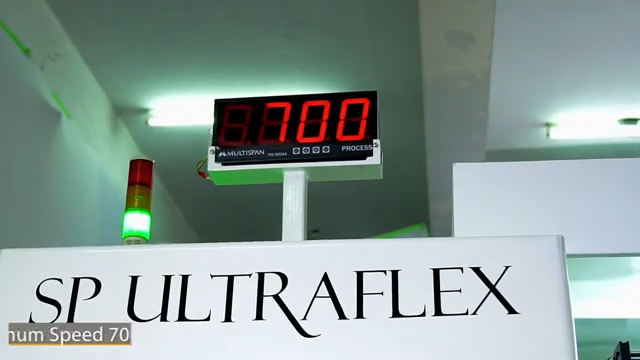 700
MULTISPAN
PROCESS
SP ULTRAFLEX
num Speed 70